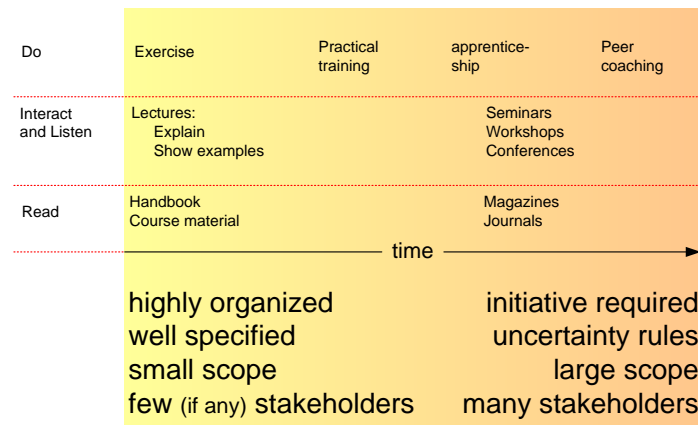 Do
Exercise
Practical
training
apprentice-
ship
Peer
coaching
Interact
and Listen
Lectures:
Explain
Show examples
Seminars
Workshops
Conferences
Read
Handbook
Course material
Magazines
Journals
time
highly organized
well specified
small scope
few (if any) stakeholders
initiative required
uncertainty rules
large scope
many stakeholders